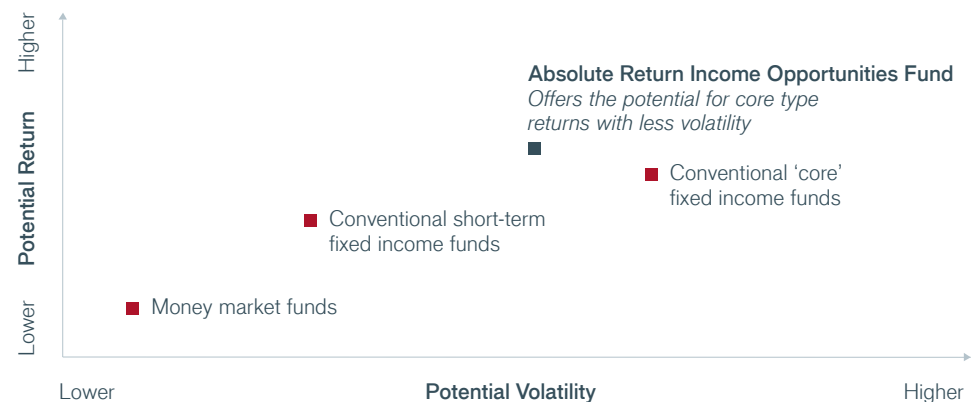 Higher
Potential Return
Lower
Absolute Return Income Opportunities Fund
Offers the potential for core type
returns with less volatility
Conventional ‘core’
fixed income funds
Conventional short-term
fixed income funds
Money market funds
Lower
Potential Volatility
Higher